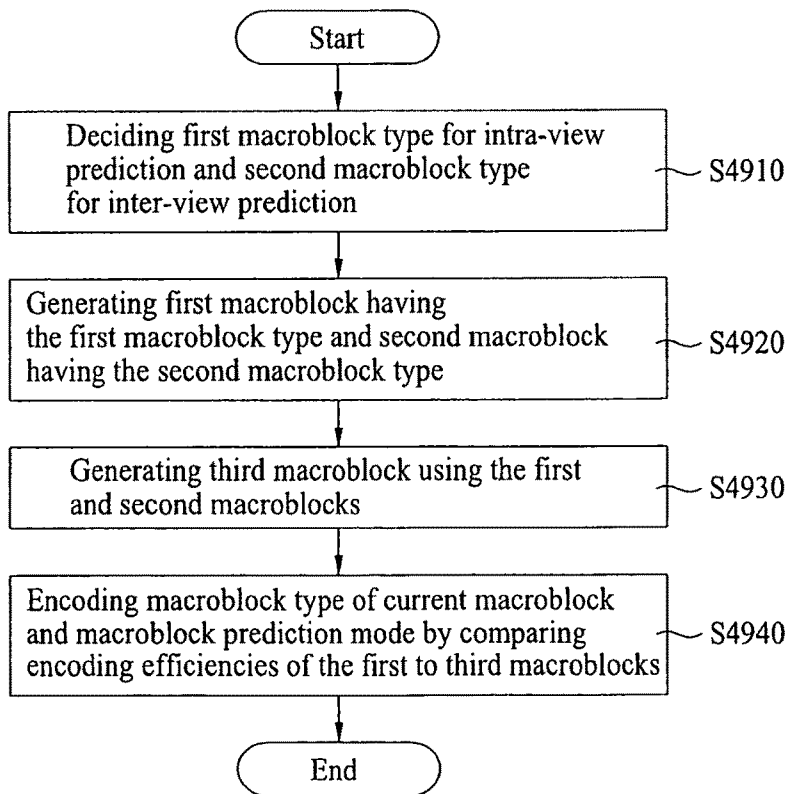 Start
Deciding first macroblock type for intra-view
prediction and second macroblock type
for inter-view prediction
S4910
Generating first macroblock having
the first macroblock type and second macroblock
having the second macroblock type
S4920
Generating third macroblock using the first
and second macroblocks
S4930
Encoding macroblock type of current macroblock
and macroblock prediction mode by comparing
encoding efficiencies of the first to third macroblocks
S4940
End